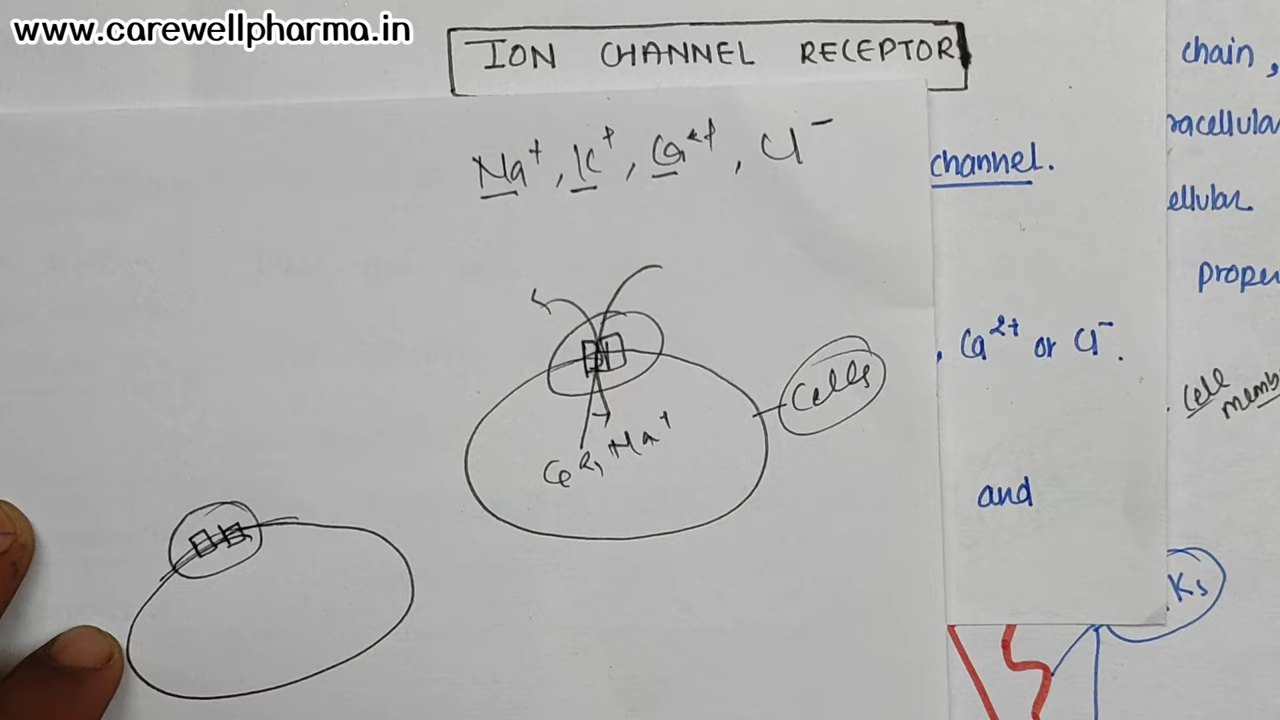 www.carewellpharma.in
ION CHANNEL RECEPTOR
Na⁺, K⁺, Ca²⁺, Cl⁻
channel.
, Ca²⁺ or Cl⁻.
and
Cells
Na⁺
chain,
racellular
ellular
proper
cell
memb
Ks